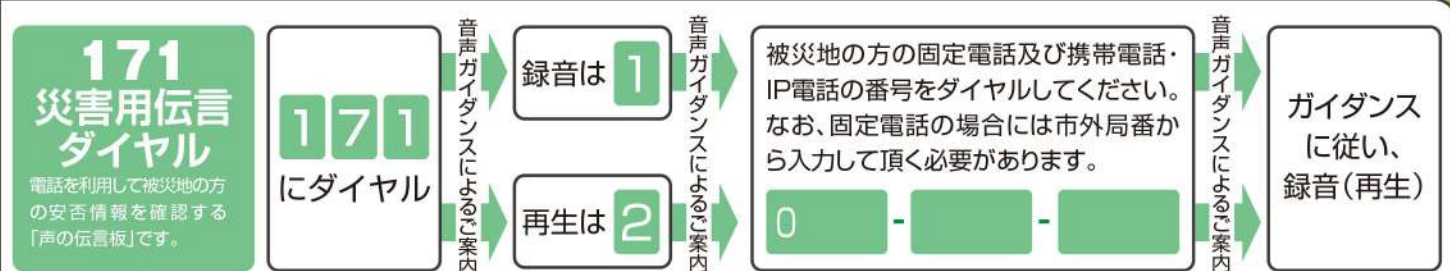 171
災害用伝言
ダイヤル
電話を利用して被災地の方
の安否情報を確認する
「声の伝言板」です。
171
にダイヤル
音声ガイダンスによるご案内
録音は 1
再生は 2
音声ガイダンスによるご案内
被災地の方の固定電話及び携帯電話・
IP電話の番号をダイヤルしてください。
なお、固定電話の場合には市外局番か
ら入力して頂く必要があります。
0 - -
音声ガイダンスによるご案内
ガイダンス
に従い、
録音(再生)